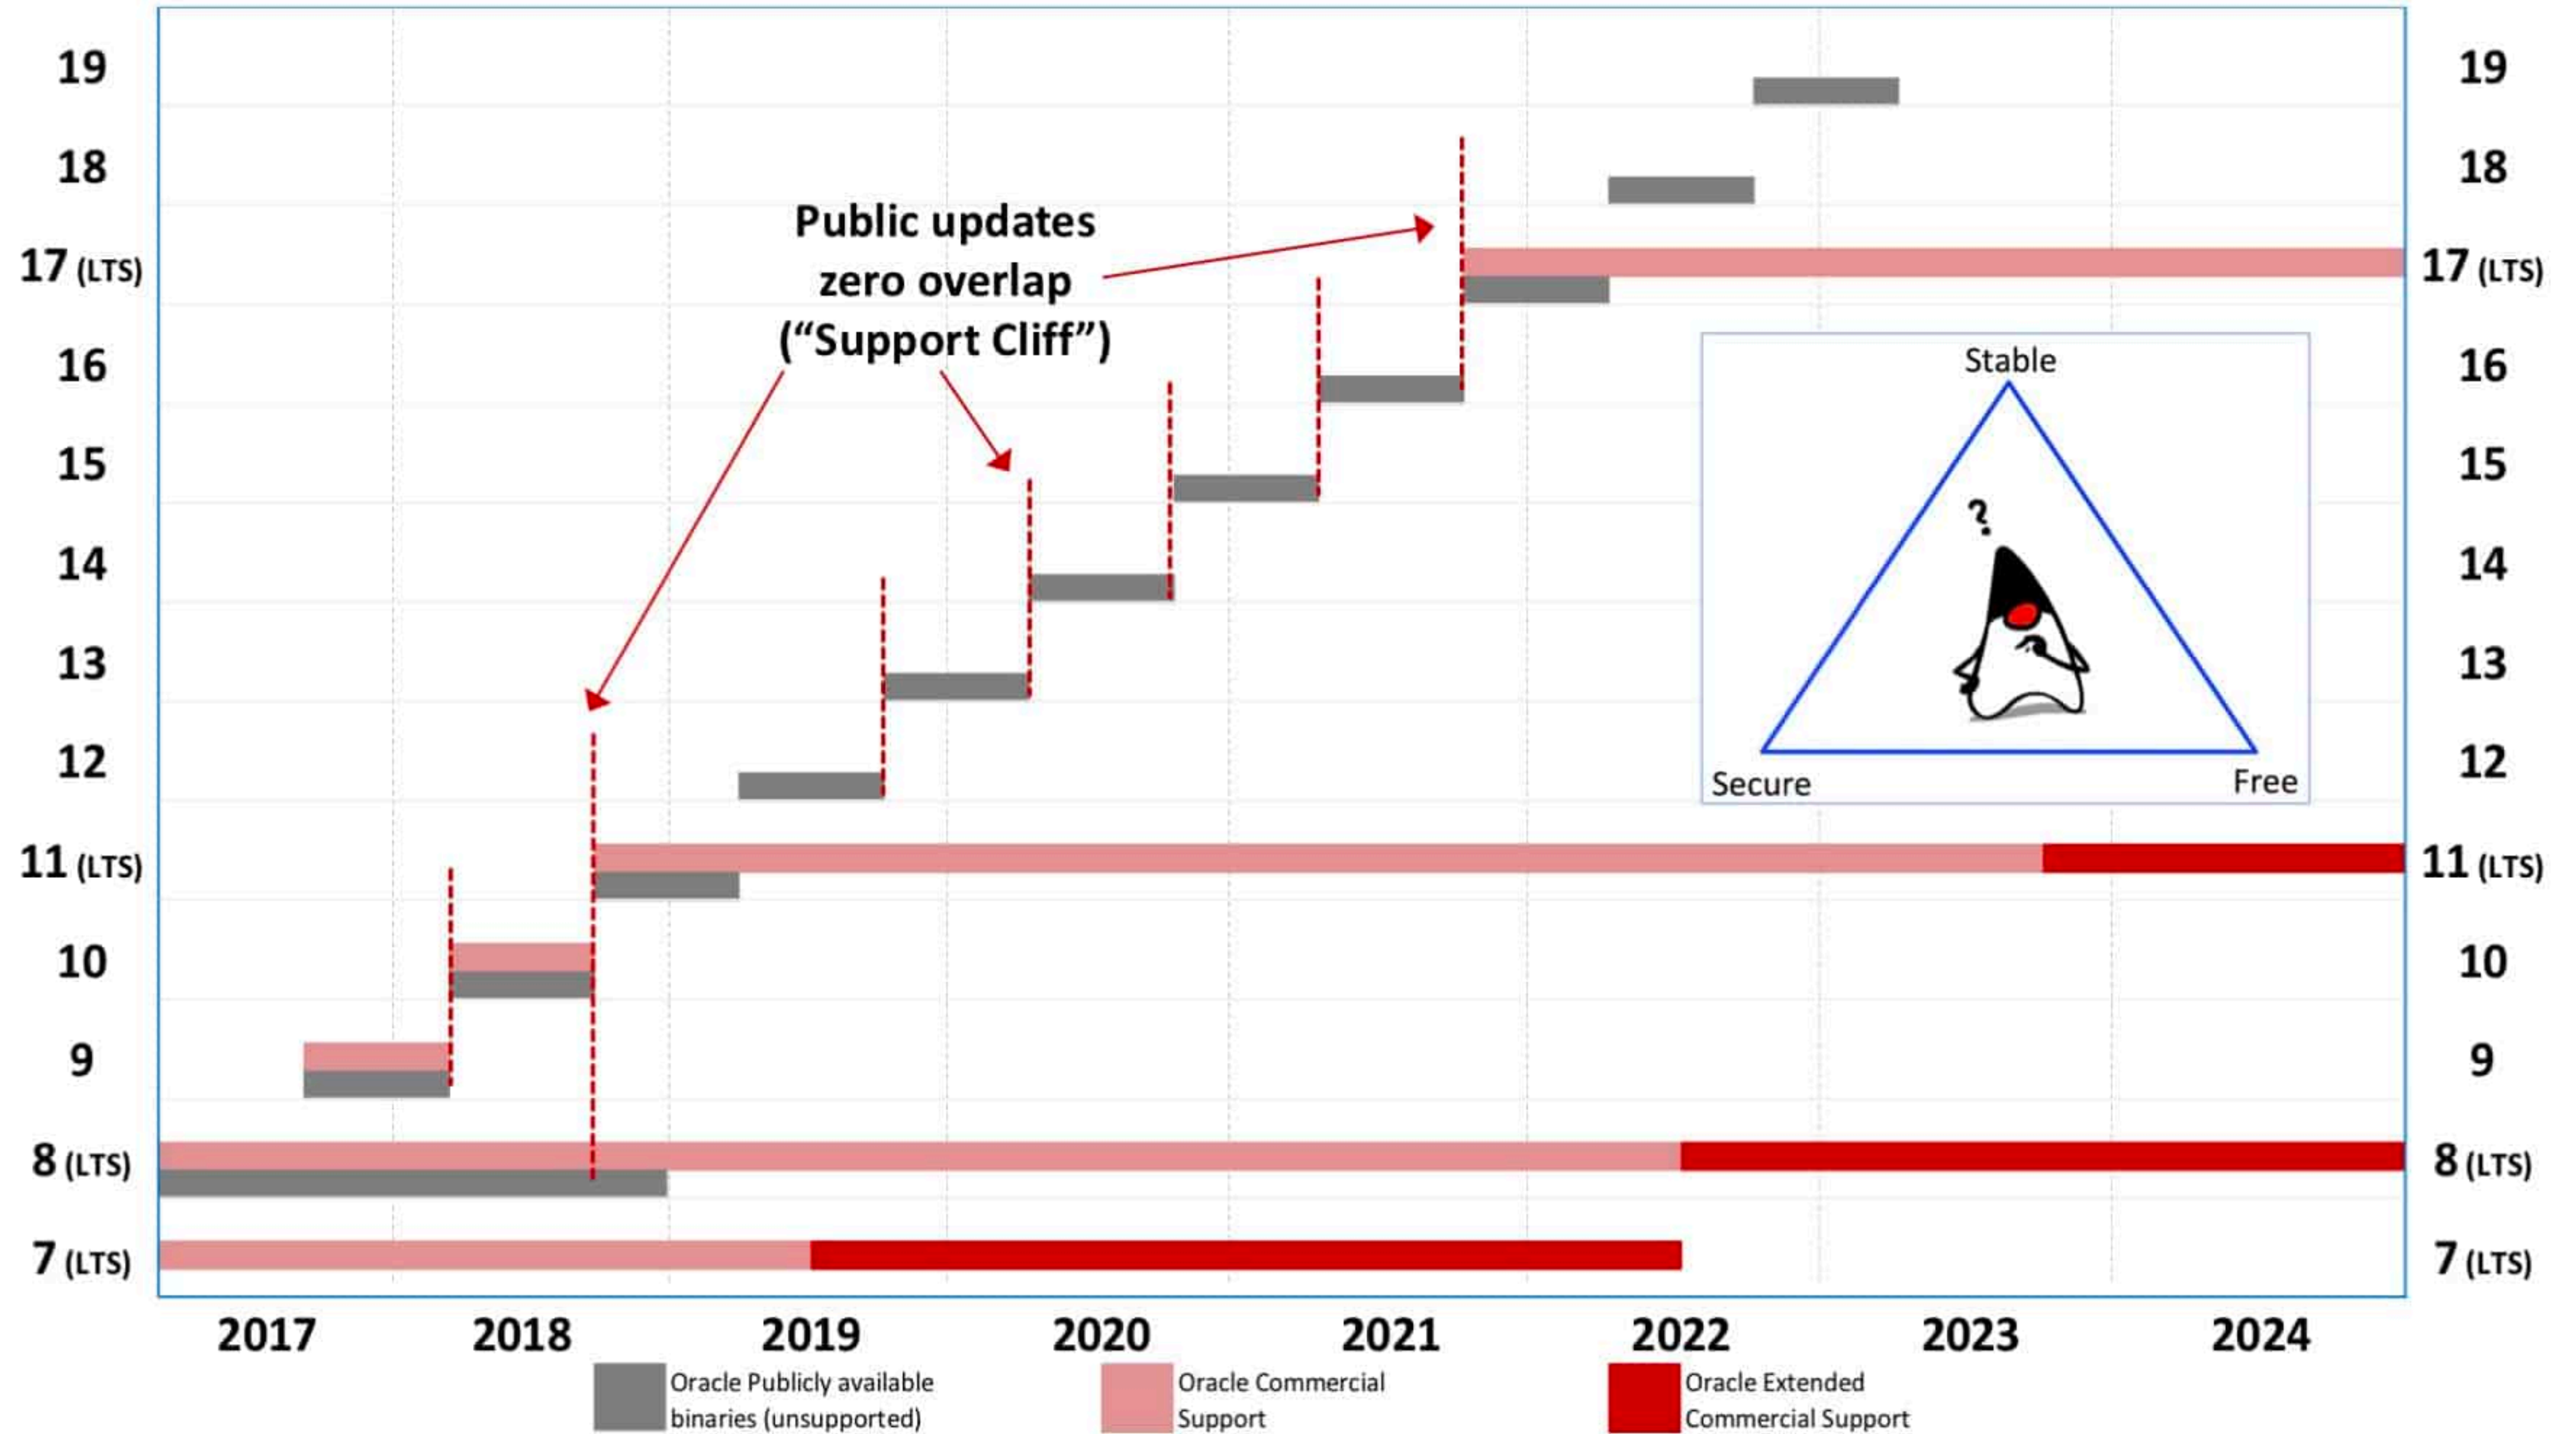 19 19
18 18
Public updates
zero overlap
(“Support Cliff”)
17 (LTS) 17 (LTS)
16 16
Stable
15 15
?
14 14
13 13
12 12
Secure Free
11 (LTS) 11 (LTS)
10 10
9 9
8 (LTS) 8 (LTS)
7 (LTS) 7 (LTS)
2017 2018 2019 2020 2021 2022 2023 2024
Oracle Publicly available
binaries (unsupported)
Oracle Commercial
Support
Oracle Extended
Commercial Support